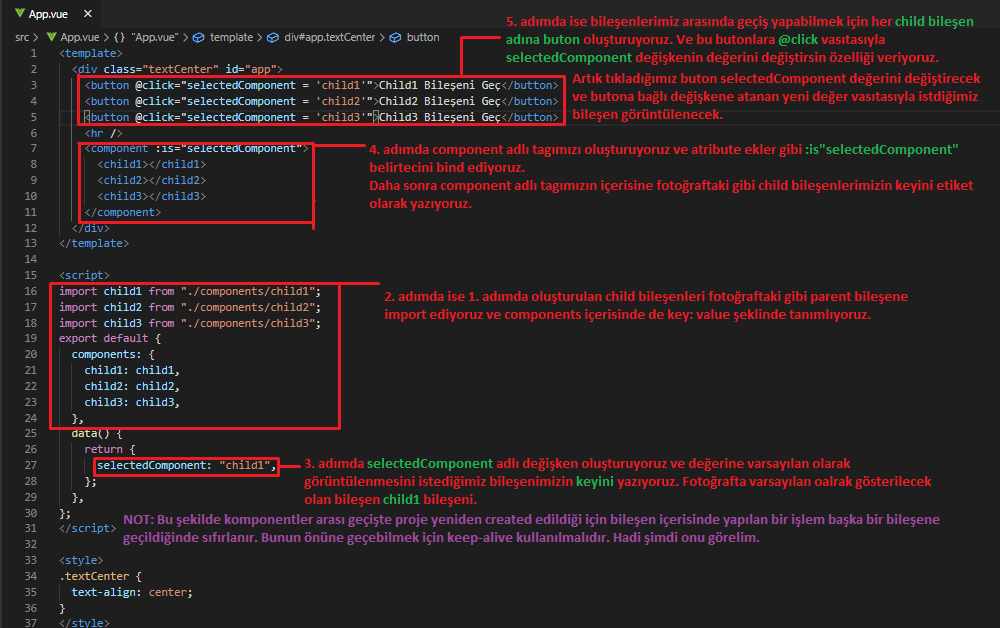 App.vue ×
src > App.vue > {} "App.vue" > template > div#app.textCenter > button
5. adımda ise bileşenlerimiz arasında geçiş yapabilmek için her child bileşen
adına buton oluşturuyoruz. Ve bu butonlara @click vasıtasıyla
selectedComponent değişkenin değerini değiştirsin özelliği veriyoruz.
Artık tıkladığımız buton selectedComponent değerini değiştirecek
ve butona bağlı değişkene atanan yeni değer vasıtasıyla istdiğimiz
bileşen görüntülenecek.
1 <template>
2 <div class="textCenter" id="app">
3 <button @click="selectedComponent = 'child1'">Child1 Bileşeni Geç</button>
4 <button @click="selectedComponent = 'child2'">Child2 Bileşeni Geç</button>
5 <button @click="selectedComponent = 'child3'">Child3 Bileşeni Geç</button>
6 <hr />
7 <component :is="selectedComponent">
8 <child1></child1>
9 <child2></child2>
10 <child3></child3>
11 </component>
12 </div>
13 </template>
14
4. adımda component adlı tagımızı oluşturuyoruz ve atribute ekler gibi :is"selectedComponent"
belirtecini bind ediyoruz.
Daha sonra component adlı tagımızın içerisine fotoğraftaki gibi child bileşenlerimizin keyini etiket
olarak yazıyoruz.
15 <script>
16 import child1 from "./components/child1";
17 import child2 from "./components/child2";
18 import child3 from "./components/child3";
19 export default {
20 components: {
21 child1: child1,
22 child2: child2,
23 child3: child3,
24 },
2. adımda ise 1. adımda oluşturulan child bileşenleri fotoğraftaki gibi parent bileşene
import ediyoruz ve components içerisinde de key: value şeklinde tanımlıyoruz.
25 data() {
26 return {
27 selectedComponent: "child1",
28 };
29 },
30 };
31 </script>
32
3. adımda selectedComponent adlı değişken oluşturuyoruz ve değerine varsayılan olarak
görüntülenmesini istediğimiz bileşenimizin keyini yazıyoruz. Fotoğrafta varsayılan oalrak gösterilecek
olan bileşen child1 bileşeni.
NOT: Bu şekilde komponentler arası geçişte proje yeniden created edildiği için bileşen içerisinde yapılan bir işlem başka bir bileşene
geçildiğinde sıfırlanır. Bunun önüne geçebilmek için keep-alive kullanılmalıdır. Hadi şimdi onu görelim.
33 <style>
34 .textCenter {
35 text-align: center;
36 }
37 </style>